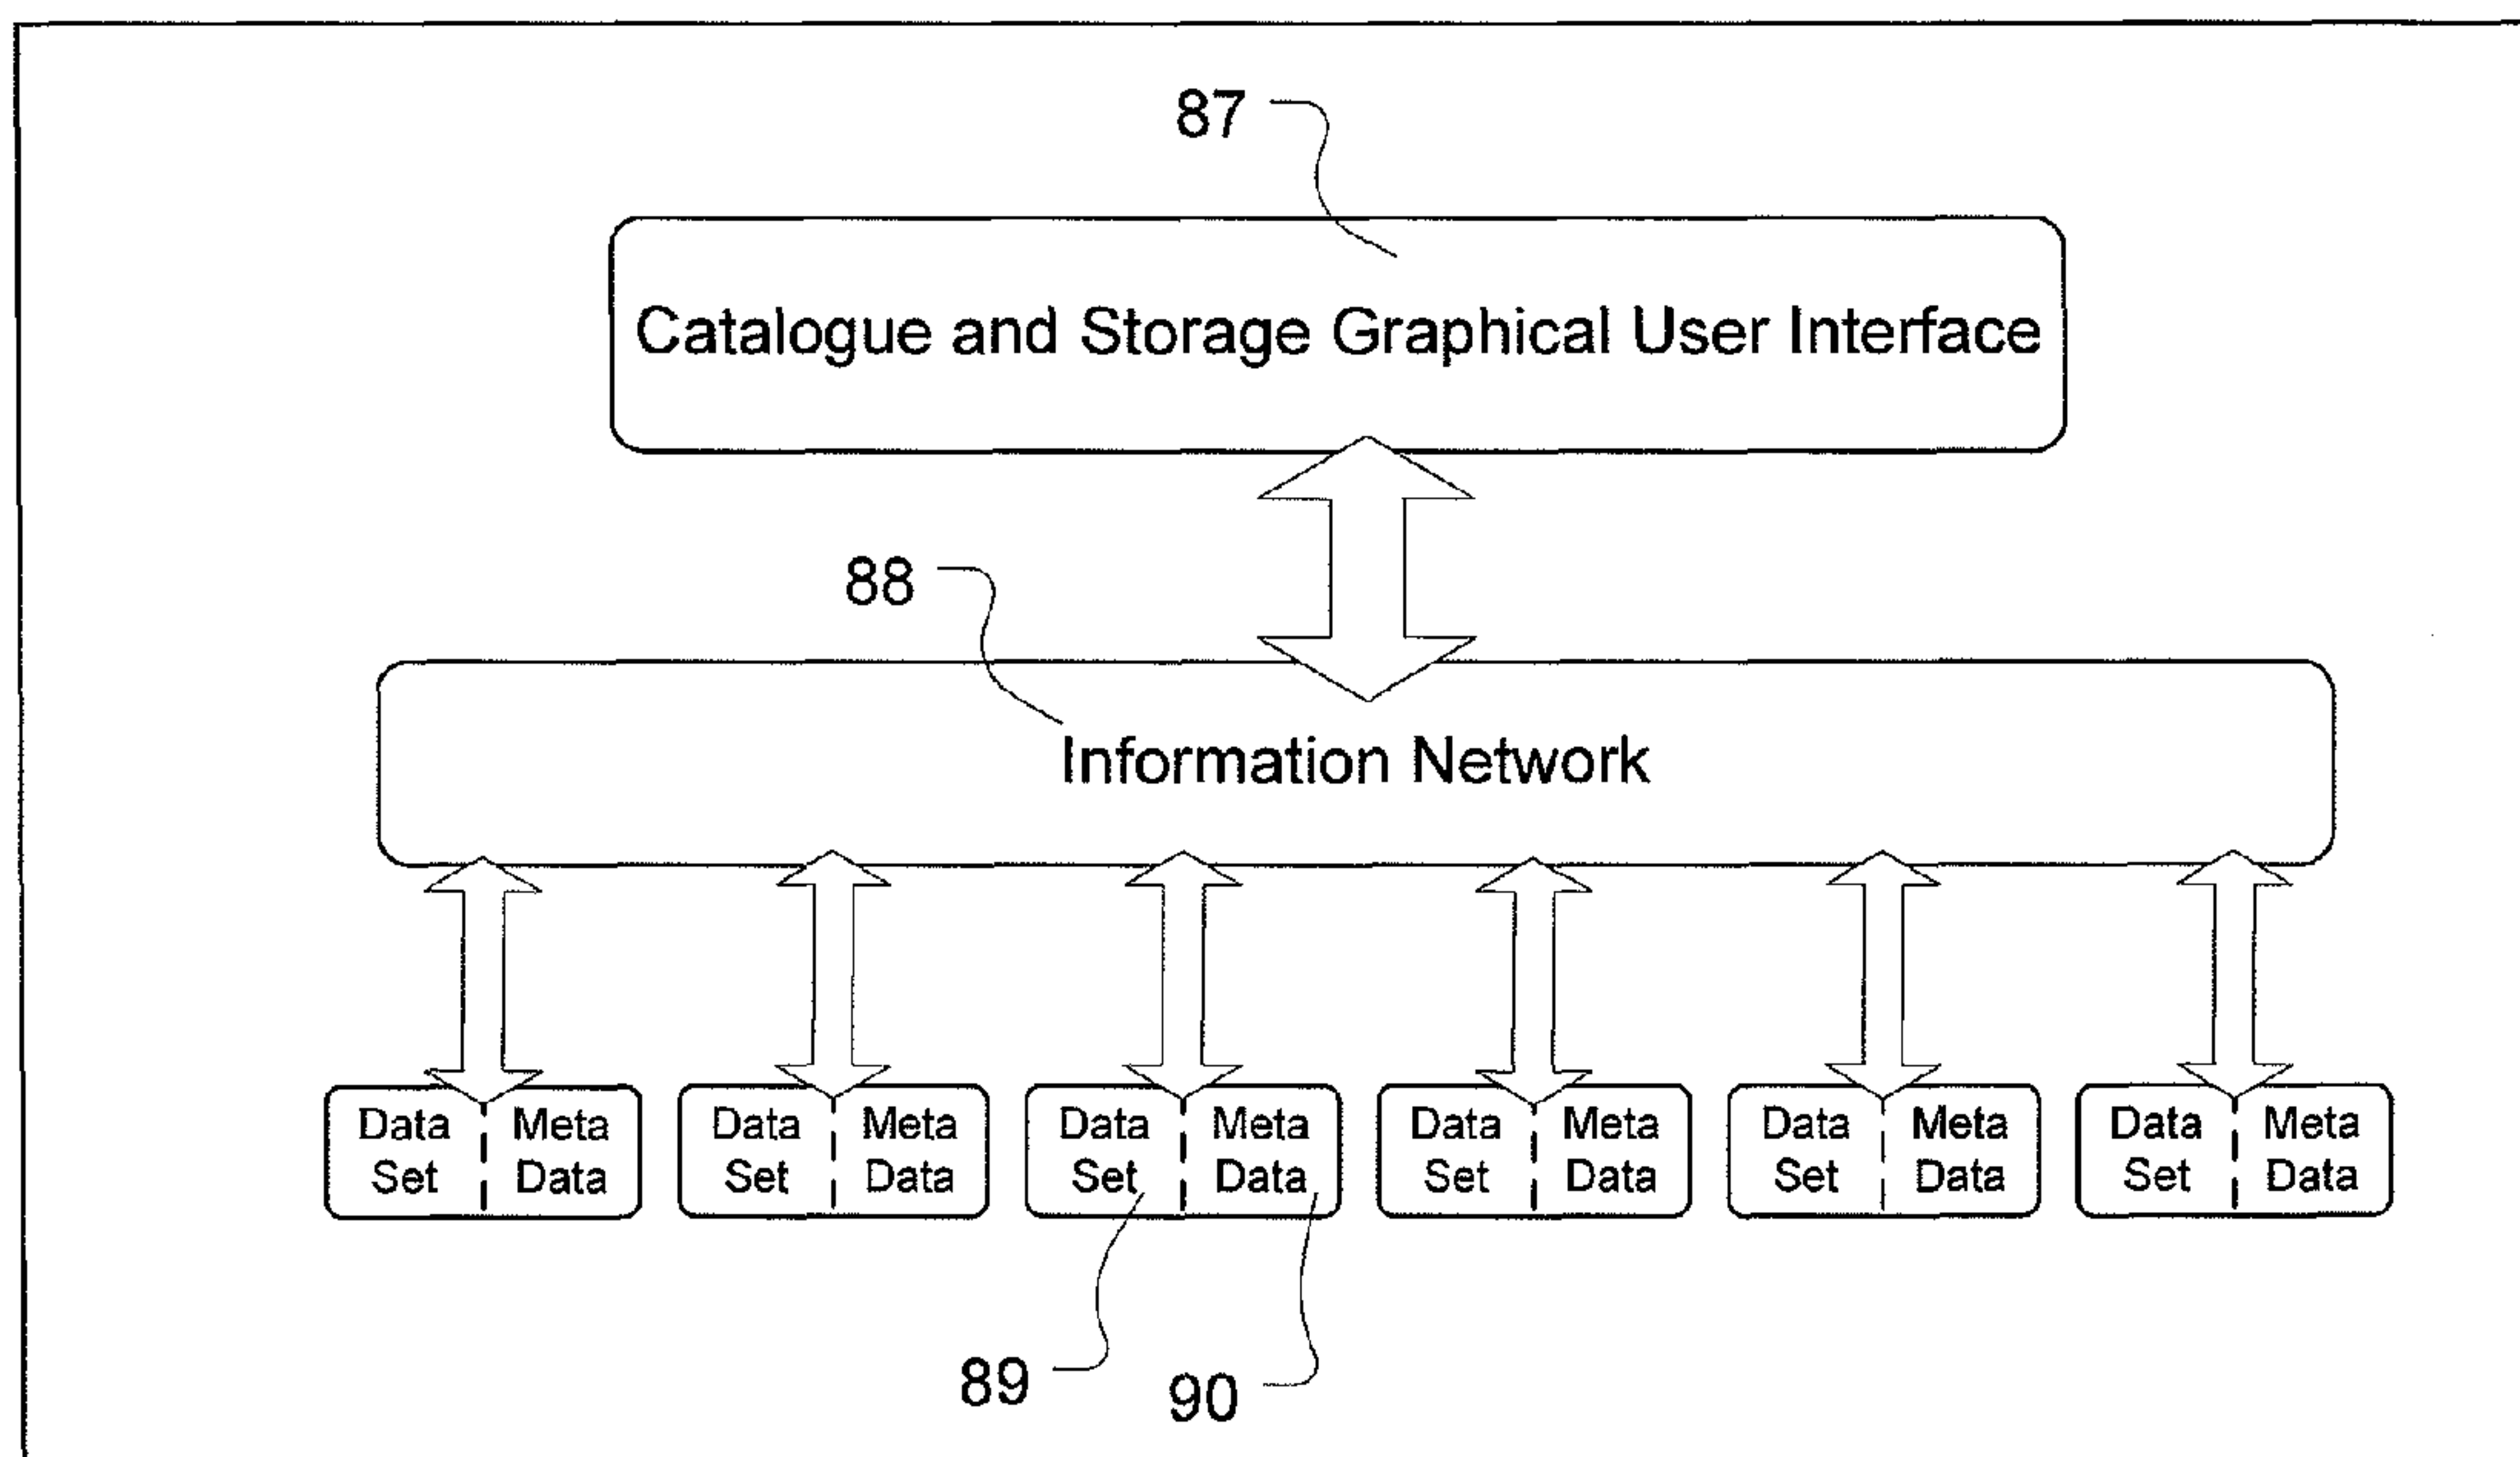 87
Catalogue and Storage Graphical User Interface
88
Information Network
Data Set
Meta Data
Data Set
Meta Data
Data Set
Meta Data
Data Set
Meta Data
Data Set
Meta Data
Data Set
Meta Data
89
90